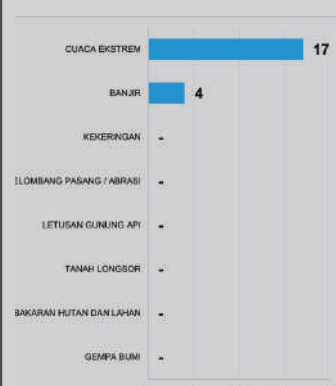 CUACA EKSTREM 17
BANJIR 4
KEKERINGAN -
ELOMBANG PASANG / ABRASI -
LETUSAN GUNUNG API -
TANAH LONGSOR -
BAKARAN HUTAN DAN LAHAN -
GEMPA BUMI -